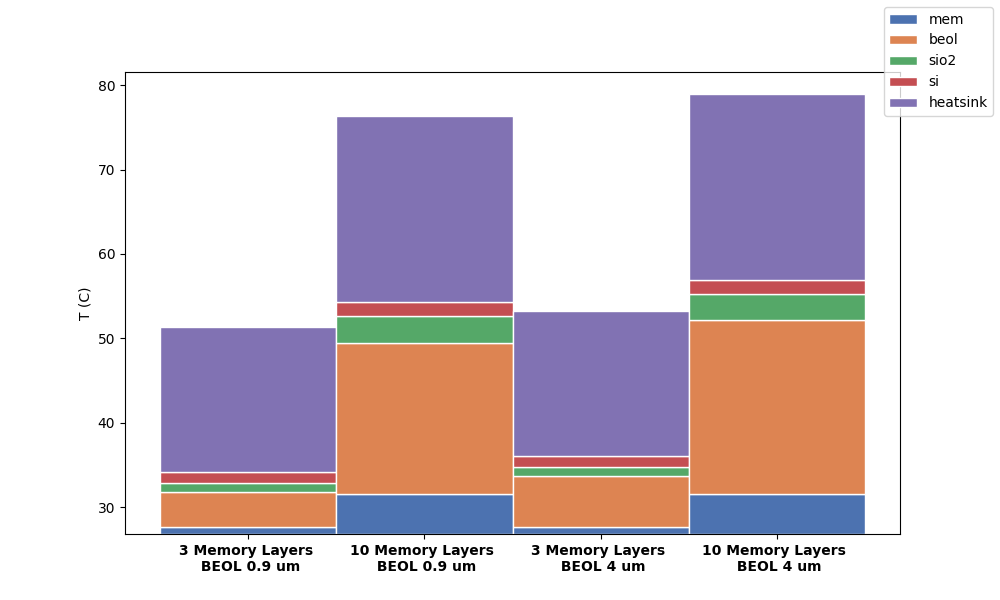 mem
beol
sio2
si
heatsink
80
70
60
50
40
30
T (C)
3 Memory Layers
BEOL 0.9 um
10 Memory Layers
BEOL 0.9 um
3 Memory Layers
BEOL 4 um
10 Memory Layers
BEOL 4 um